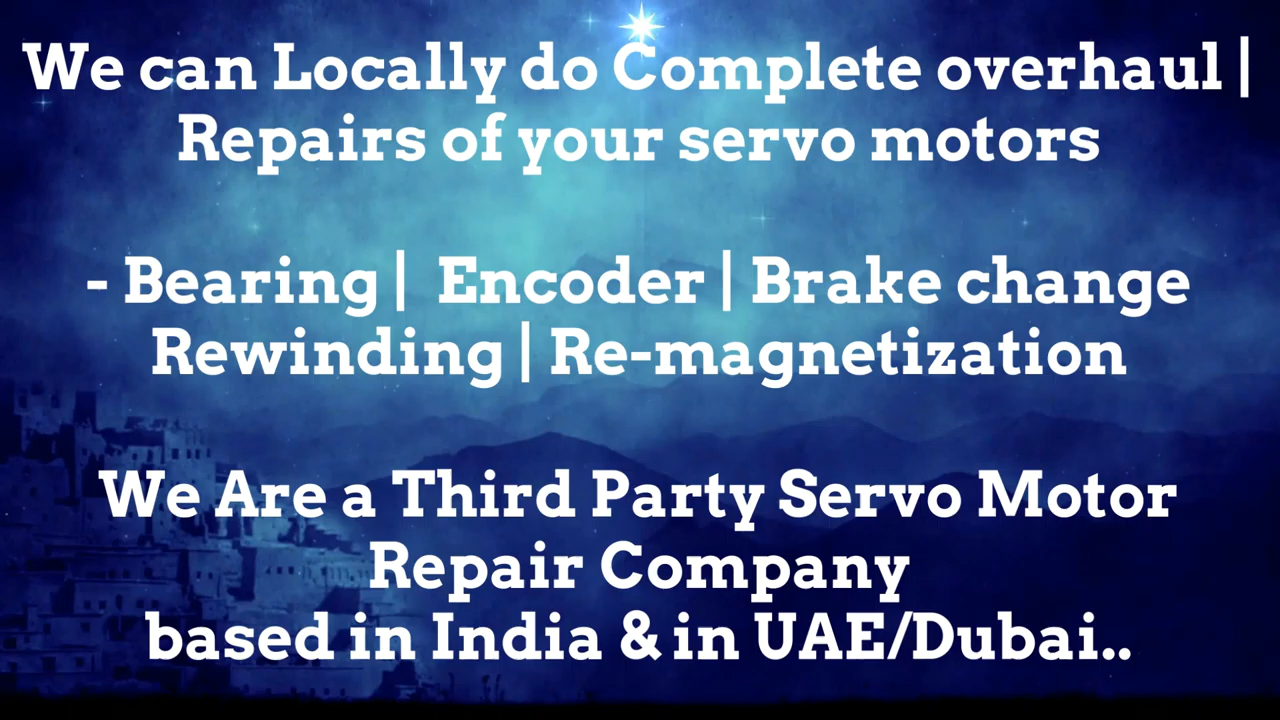 We can Locally do Complete overhaul |
Repairs of your servo motors
- Bearing | Encoder | Brake change
Rewinding | Re-magnetization
We Are a Third Party Servo Motor
Repair Company
based in India & in UAE/Dubai..